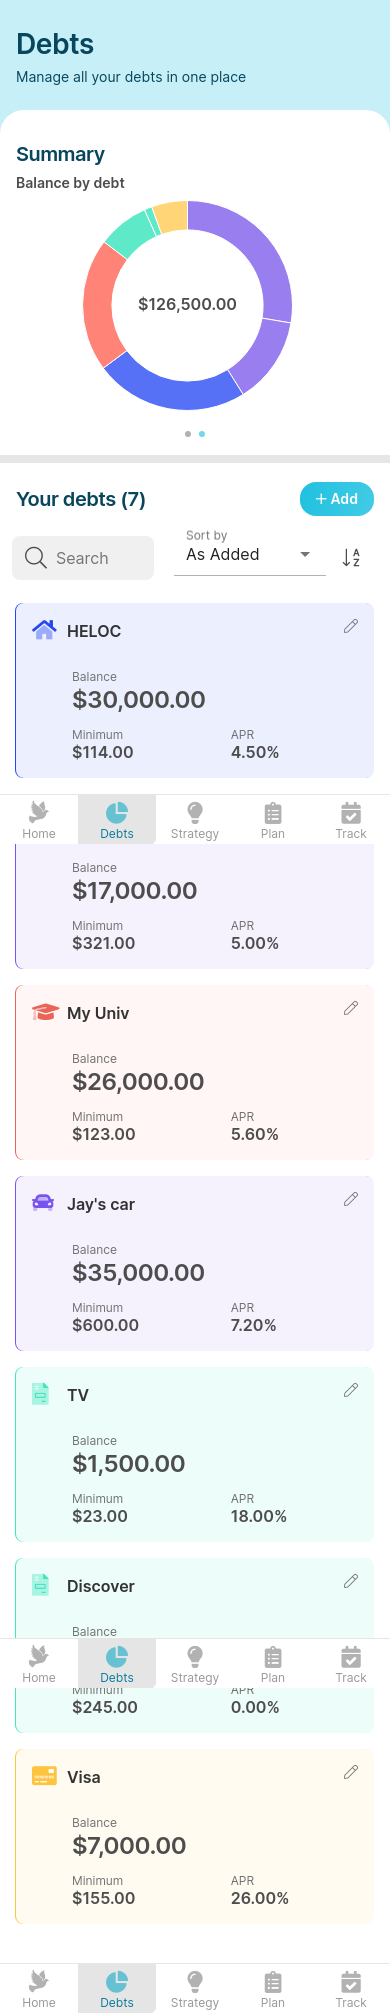 Debts
Manage all your debts in one place
Summary
Balance by debt
$126,500.00
Your debts (7)
+ Add
Search
Sort by
As Added
A
Z
HELOC
Balance
$30,000.00
Minimum APR
$114.00 4.50%
Home Debts Strategy Plan Track
Balance
$17,000.00
Minimum APR
$321.00 5.00%
My Univ
Balance
$26,000.00
Minimum APR
$123.00 5.60%
Jay's car
Balance
$35,000.00
Minimum APR
$600.00 7.20%
TV
Balance
$1,500.00
Minimum APR
$23.00 18.00%
Discover
Balance
Home Debts Strategy Plan Track
Minimum APR
$245.00 0.00%
Visa
Balance
$7,000.00
Minimum APR
$155.00 26.00%
Home Debts Strategy Plan Track